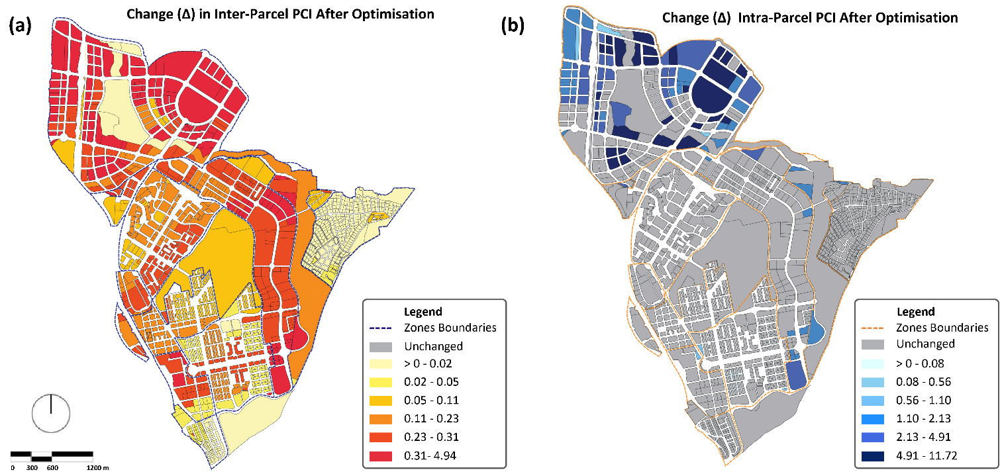 (a)
Change (Δ) in Inter-Parcel PCI After Optimisation
Legend
Zones Boundaries
Unchanged
> 0 - 0.02
0.02 - 0.05
0.05 - 0.11
0.11 - 0.23
0.23 - 0.31
0.31- 4.94
0 300 600 1200 m
(b)
Change (Δ) Intra-Parcel PCI After Optimisation
Legend
Zones Boundaries
Unchanged
> 0 - 0.08
0.08 - 0.56
0.56 - 1.10
1.10 - 2.13
2.13 - 4.91
4.91 - 11.72